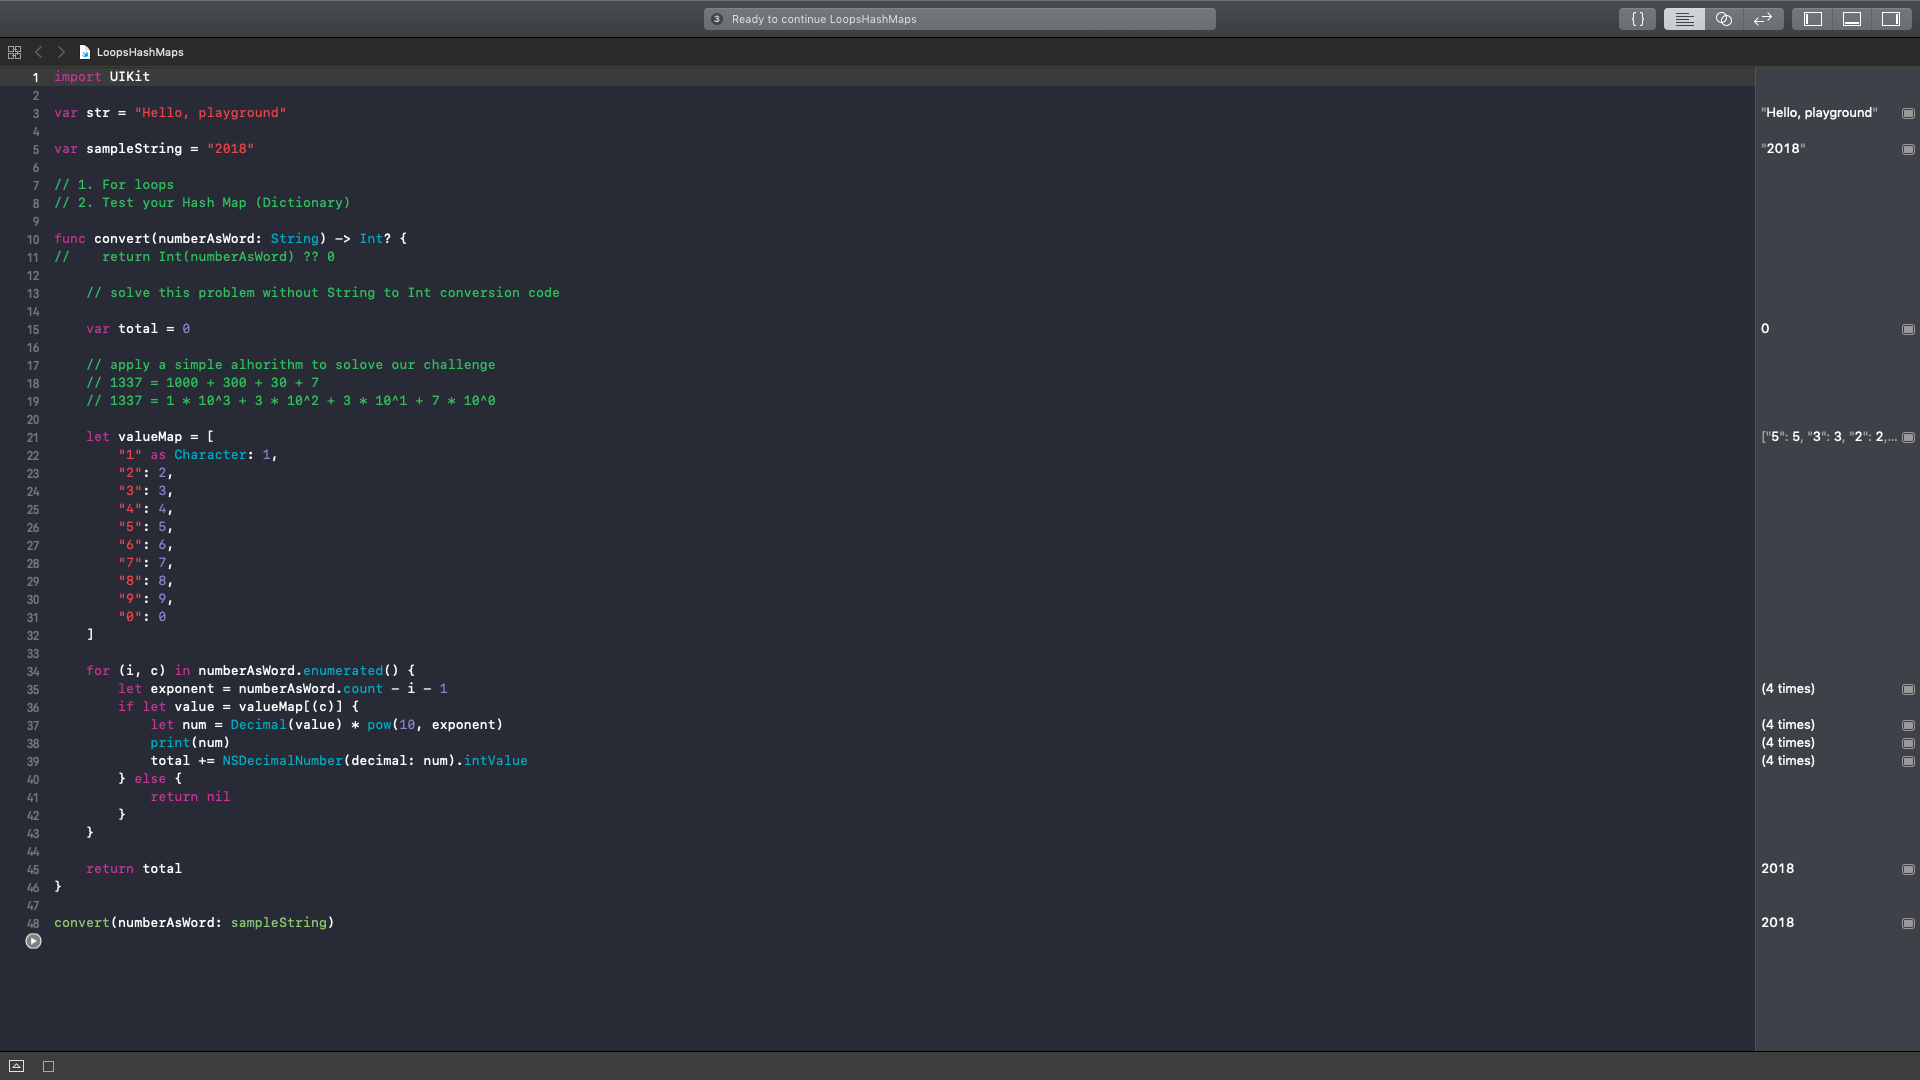 3 Ready to continue LoopsHashMaps
{}
LoopsHashMaps
1 import UIKit
2
3 var str = "Hello, playground" "Hello, playground"
4
5 var sampleString = "2018" "2018"
6
7 // 1. For loops
8 // 2. Test your Hash Map (Dictionary)
9
10 func convert(numberAsWord: String) -> Int? {
11 //    return Int(numberAsWord) ?? 0
12
13     // solve this problem without String to Int conversion code
14
15     var total = 0 0
16
17     // apply a simple alhorithm to solove our challenge
18     // 1337 = 1000 + 300 + 30 + 7
19     // 1337 = 1 * 10^3 + 3 * 10^2 + 3 * 10^1 + 7 * 10^0
20
21     let valueMap = [ ["5": 5, "3": 3, "2": 2,...
22         "1" as Character: 1,
23         "2": 2,
24         "3": 3,
25         "4": 4,
26         "5": 5,
27         "6": 6,
28         "7": 7,
29         "8": 8,
30         "9": 9,
31         "0": 0
32     ]
33
34     for (i, c) in numberAsWord.enumerated() {
35         let exponent = numberAsWord.count - i - 1 (4 times)
36         if let value = valueMap[(c)] {
37             let num = Decimal(value) * pow(10, exponent) (4 times)
38             print(num) (4 times)
39             total += NSDecimalNumber(decimal: num).intValue (4 times)
40         } else {
41             return nil
42         }
43     }
44
45     return total 2018
46 }
47
48 convert(numberAsWord: sampleString) 2018